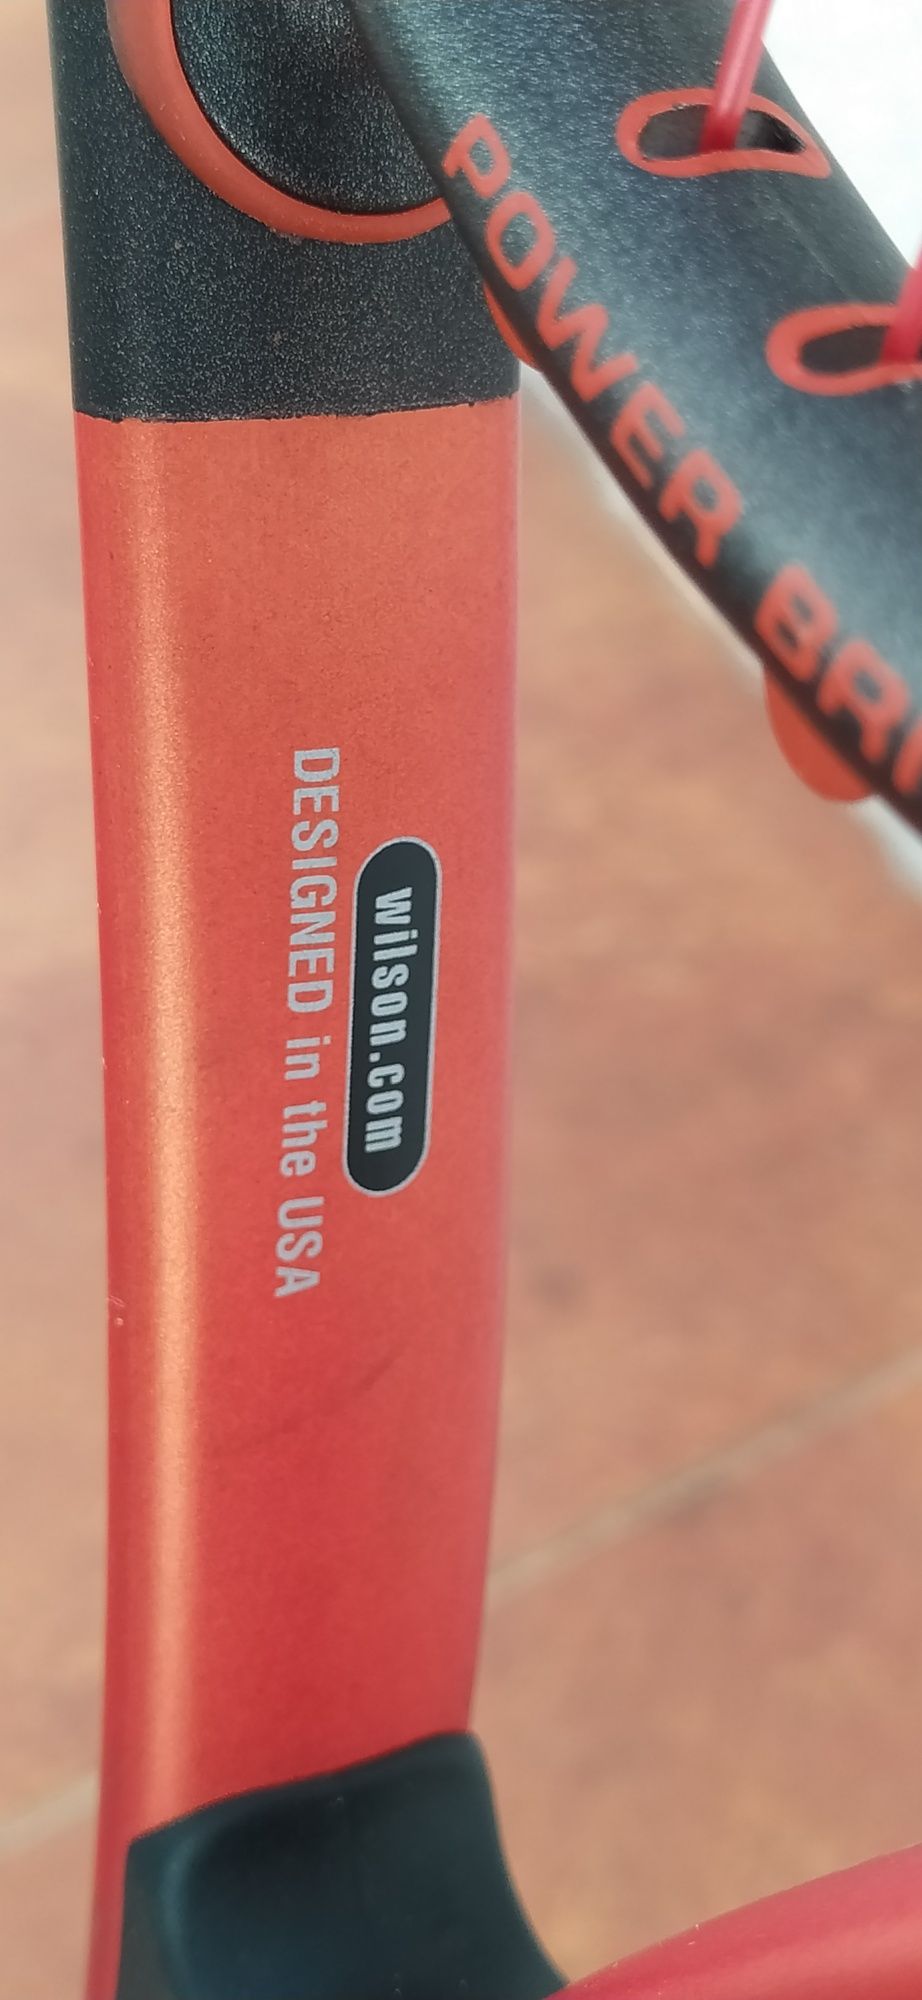 POWER
wilson.com
DESIGNED in the USA